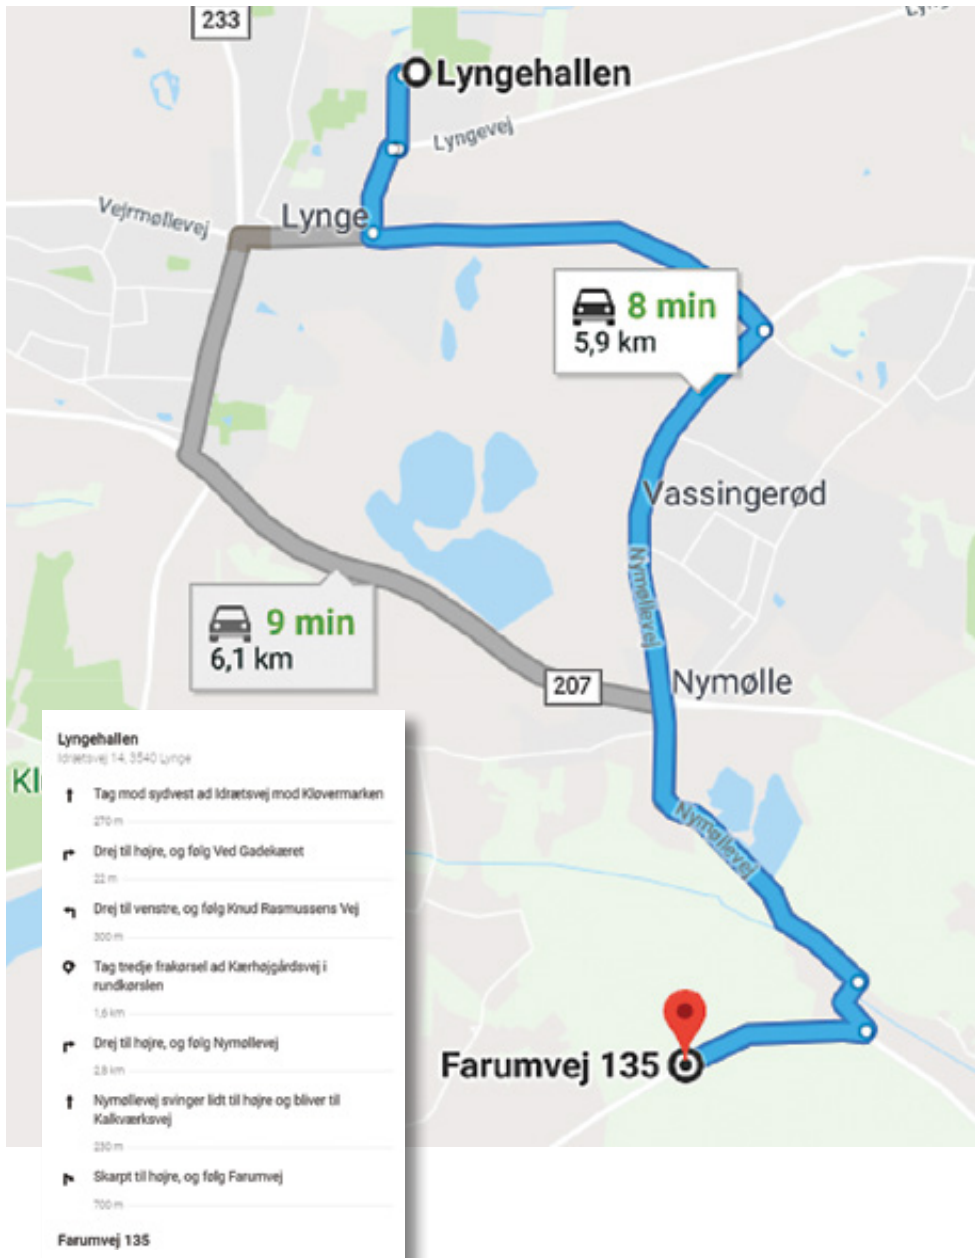 233
Lyngehallen
Lyngevej
Vejrmøllevej
Lynge
8 min
5,9 km
Vassingerød
Nymøllevej
9 min
6,1 km
207
Nymølle
Nymøllevej
Farumvej 135
Lyngehallen
Idrætsvej 14, 3540 Lynge
Tag mod sydvest ad Idrætsvej mod Kløvermarken
270 m
Drej til højre, og følg Ved Gadekæret
22 m
Drej til venstre, og følg Knud Rasmussens Vej
300 m
Tag tredje frakørsel ad Kærhøjgårdsvej i
rundkørslen
1,6 km
Drej til højre, og følg Nymøllevej
2,8 km
Nymøllevej svinger lidt til højre og bliver til
Kalkværksvej
230 m
Skarpt til højre, og følg Farumvej
700 m
Farumvej 135